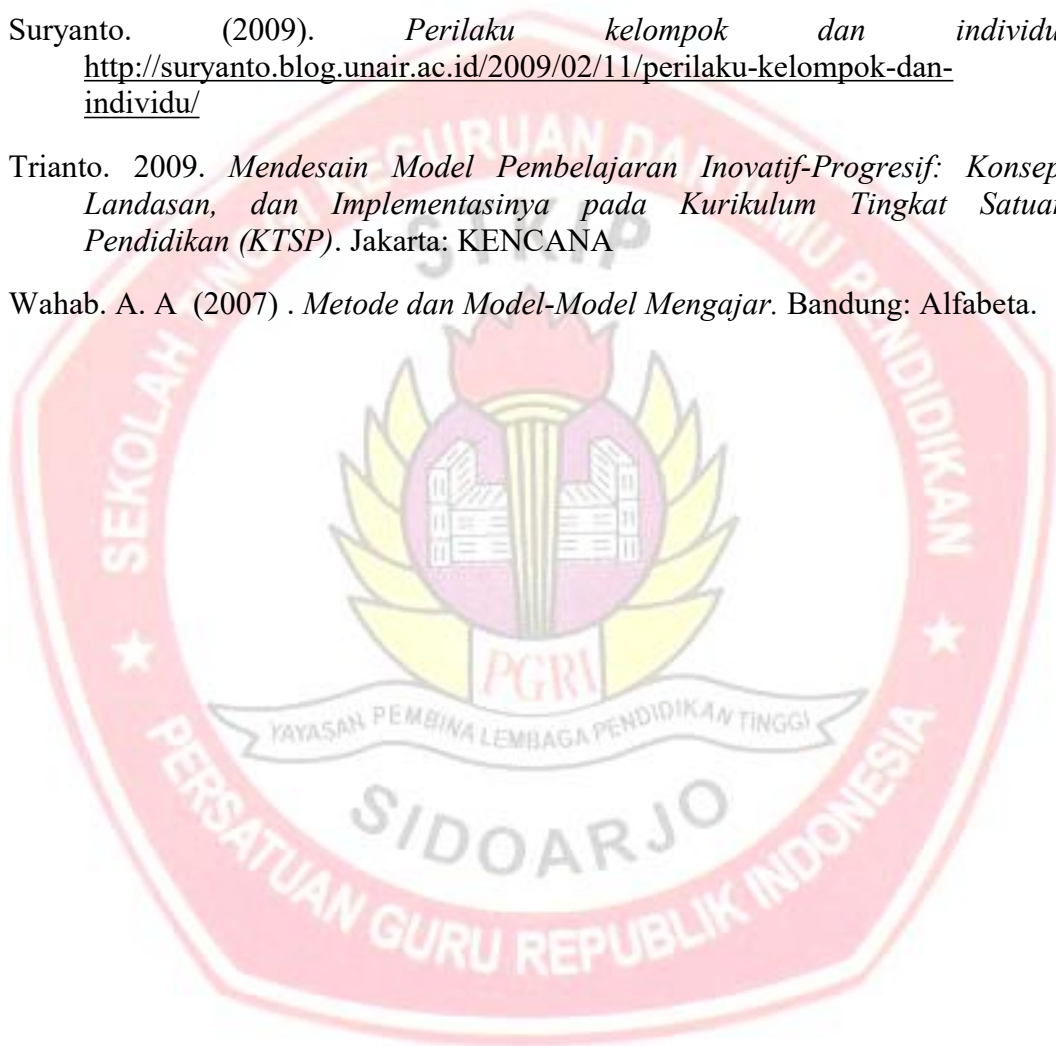 Suryanto. (2009). Perilaku kelompok dan individu
http://suryanto.blog.unair.ac.id/2009/02/11/perilaku-kelompok-dan-
individu/
Trianto. 2009. Mendesain Model Pembelajaran Inovatif-Progresif: Konsep
Landasan, dan Implementasinya pada Kurikulum Tingkat Satuan
Pendidikan (KTSP). Jakarta: KENCANA
Wahab. A. A (2007) . Metode dan Model-Model Mengajar. Bandung: Alfabeta.
SEKOLAH TINGGI KEGURUAN DAN ILMU PENDIDIKAN
STKIP
PGRI
YAYASAN PEMBINA LEMBAGA PENDIDIKAN TINGGI
SIDOARJO
PERSATUAN GURU REPUBLIK INDONESIA